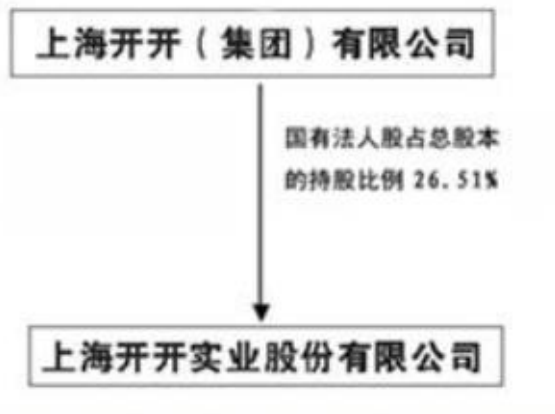 上海开开（集团）有限公司
国有法人股占总股本
的持股比例 26.51%
上海开开实业股份有限公司